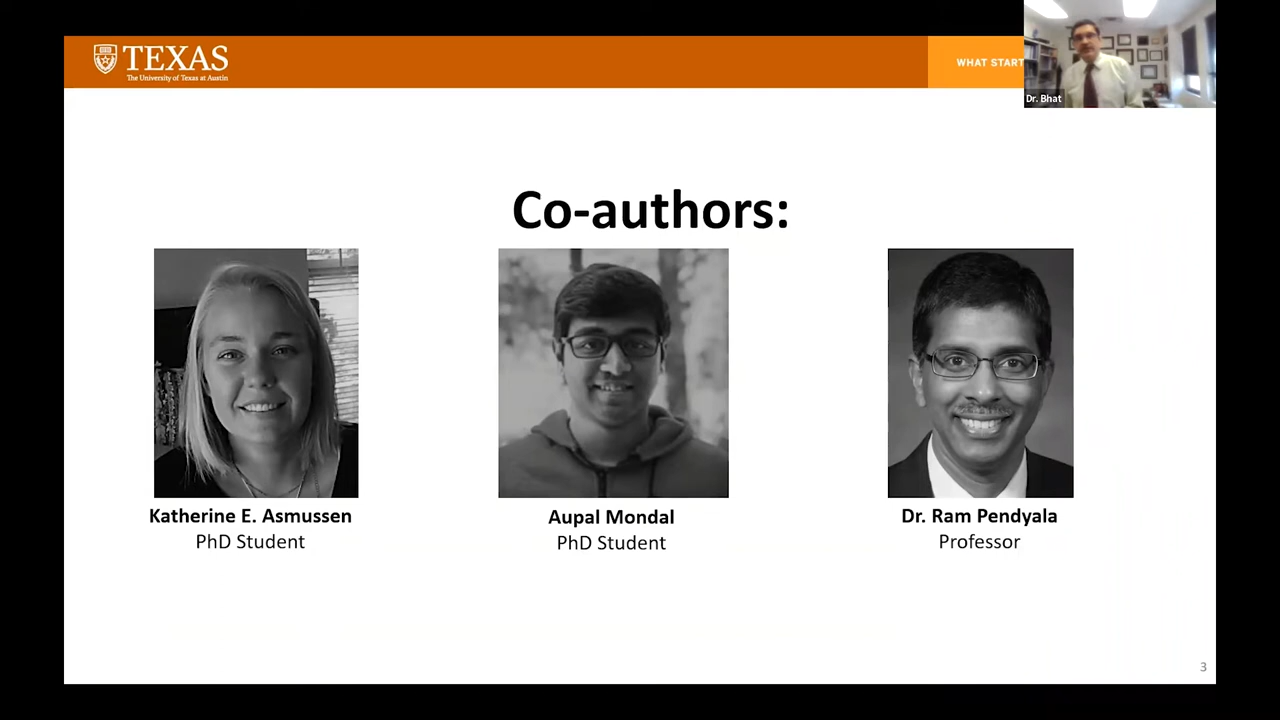 TEXAS
The University of Texas at Austin
WHAT START
Dr. Bhat
Co-authors:
Katherine E. Asmussen
PhD Student
Aupal Mondal
PhD Student
Dr. Ram Pendyala
Professor
3